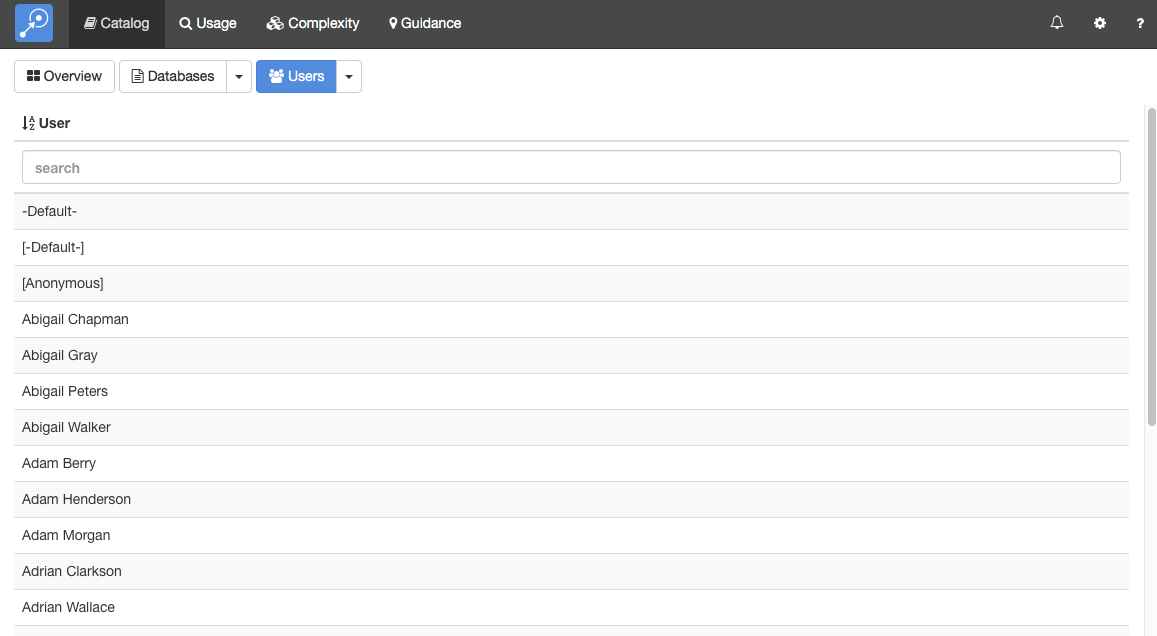 Catalog Usage Complexity Guidance ?
Overview Databases Users
User
search
-Default-
[-Default-]
[Anonymous]
Abigail Chapman
Abigail Gray
Abigail Peters
Abigail Walker
Adam Berry
Adam Henderson
Adam Morgan
Adrian Clarkson
Adrian Wallace